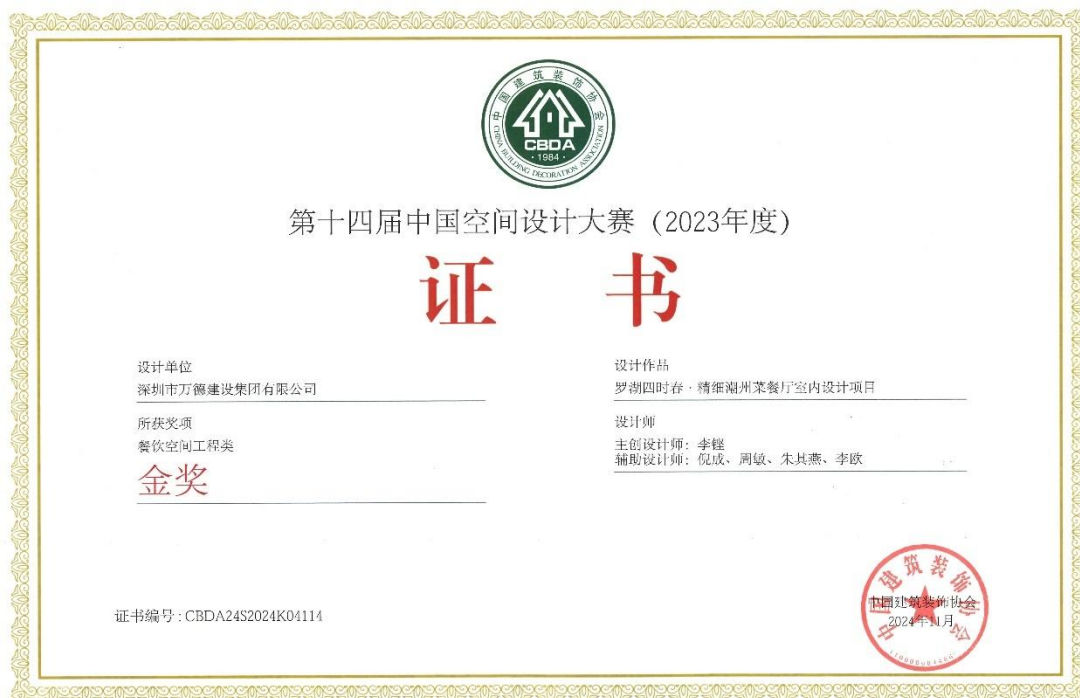 中国建筑装饰协会
CBDA
·1984·
CHINA BUILDING DECORATION ASSOCIATION
第十四届中国空间设计大赛（2023年度）
证 书
设计单位
深圳市万德建设集团有限公司
所获奖项
餐饮空间工程类
金奖
设计作品
罗湖四时春·精细潮州菜餐厅室内设计项目
设计师
主创设计师：李铿
辅助设计师：倪成、周敏、朱其燕、李欧
证书编号：CBDA24S2024K04114
中国建筑装饰协会
中国建筑装饰协会
2024年11月